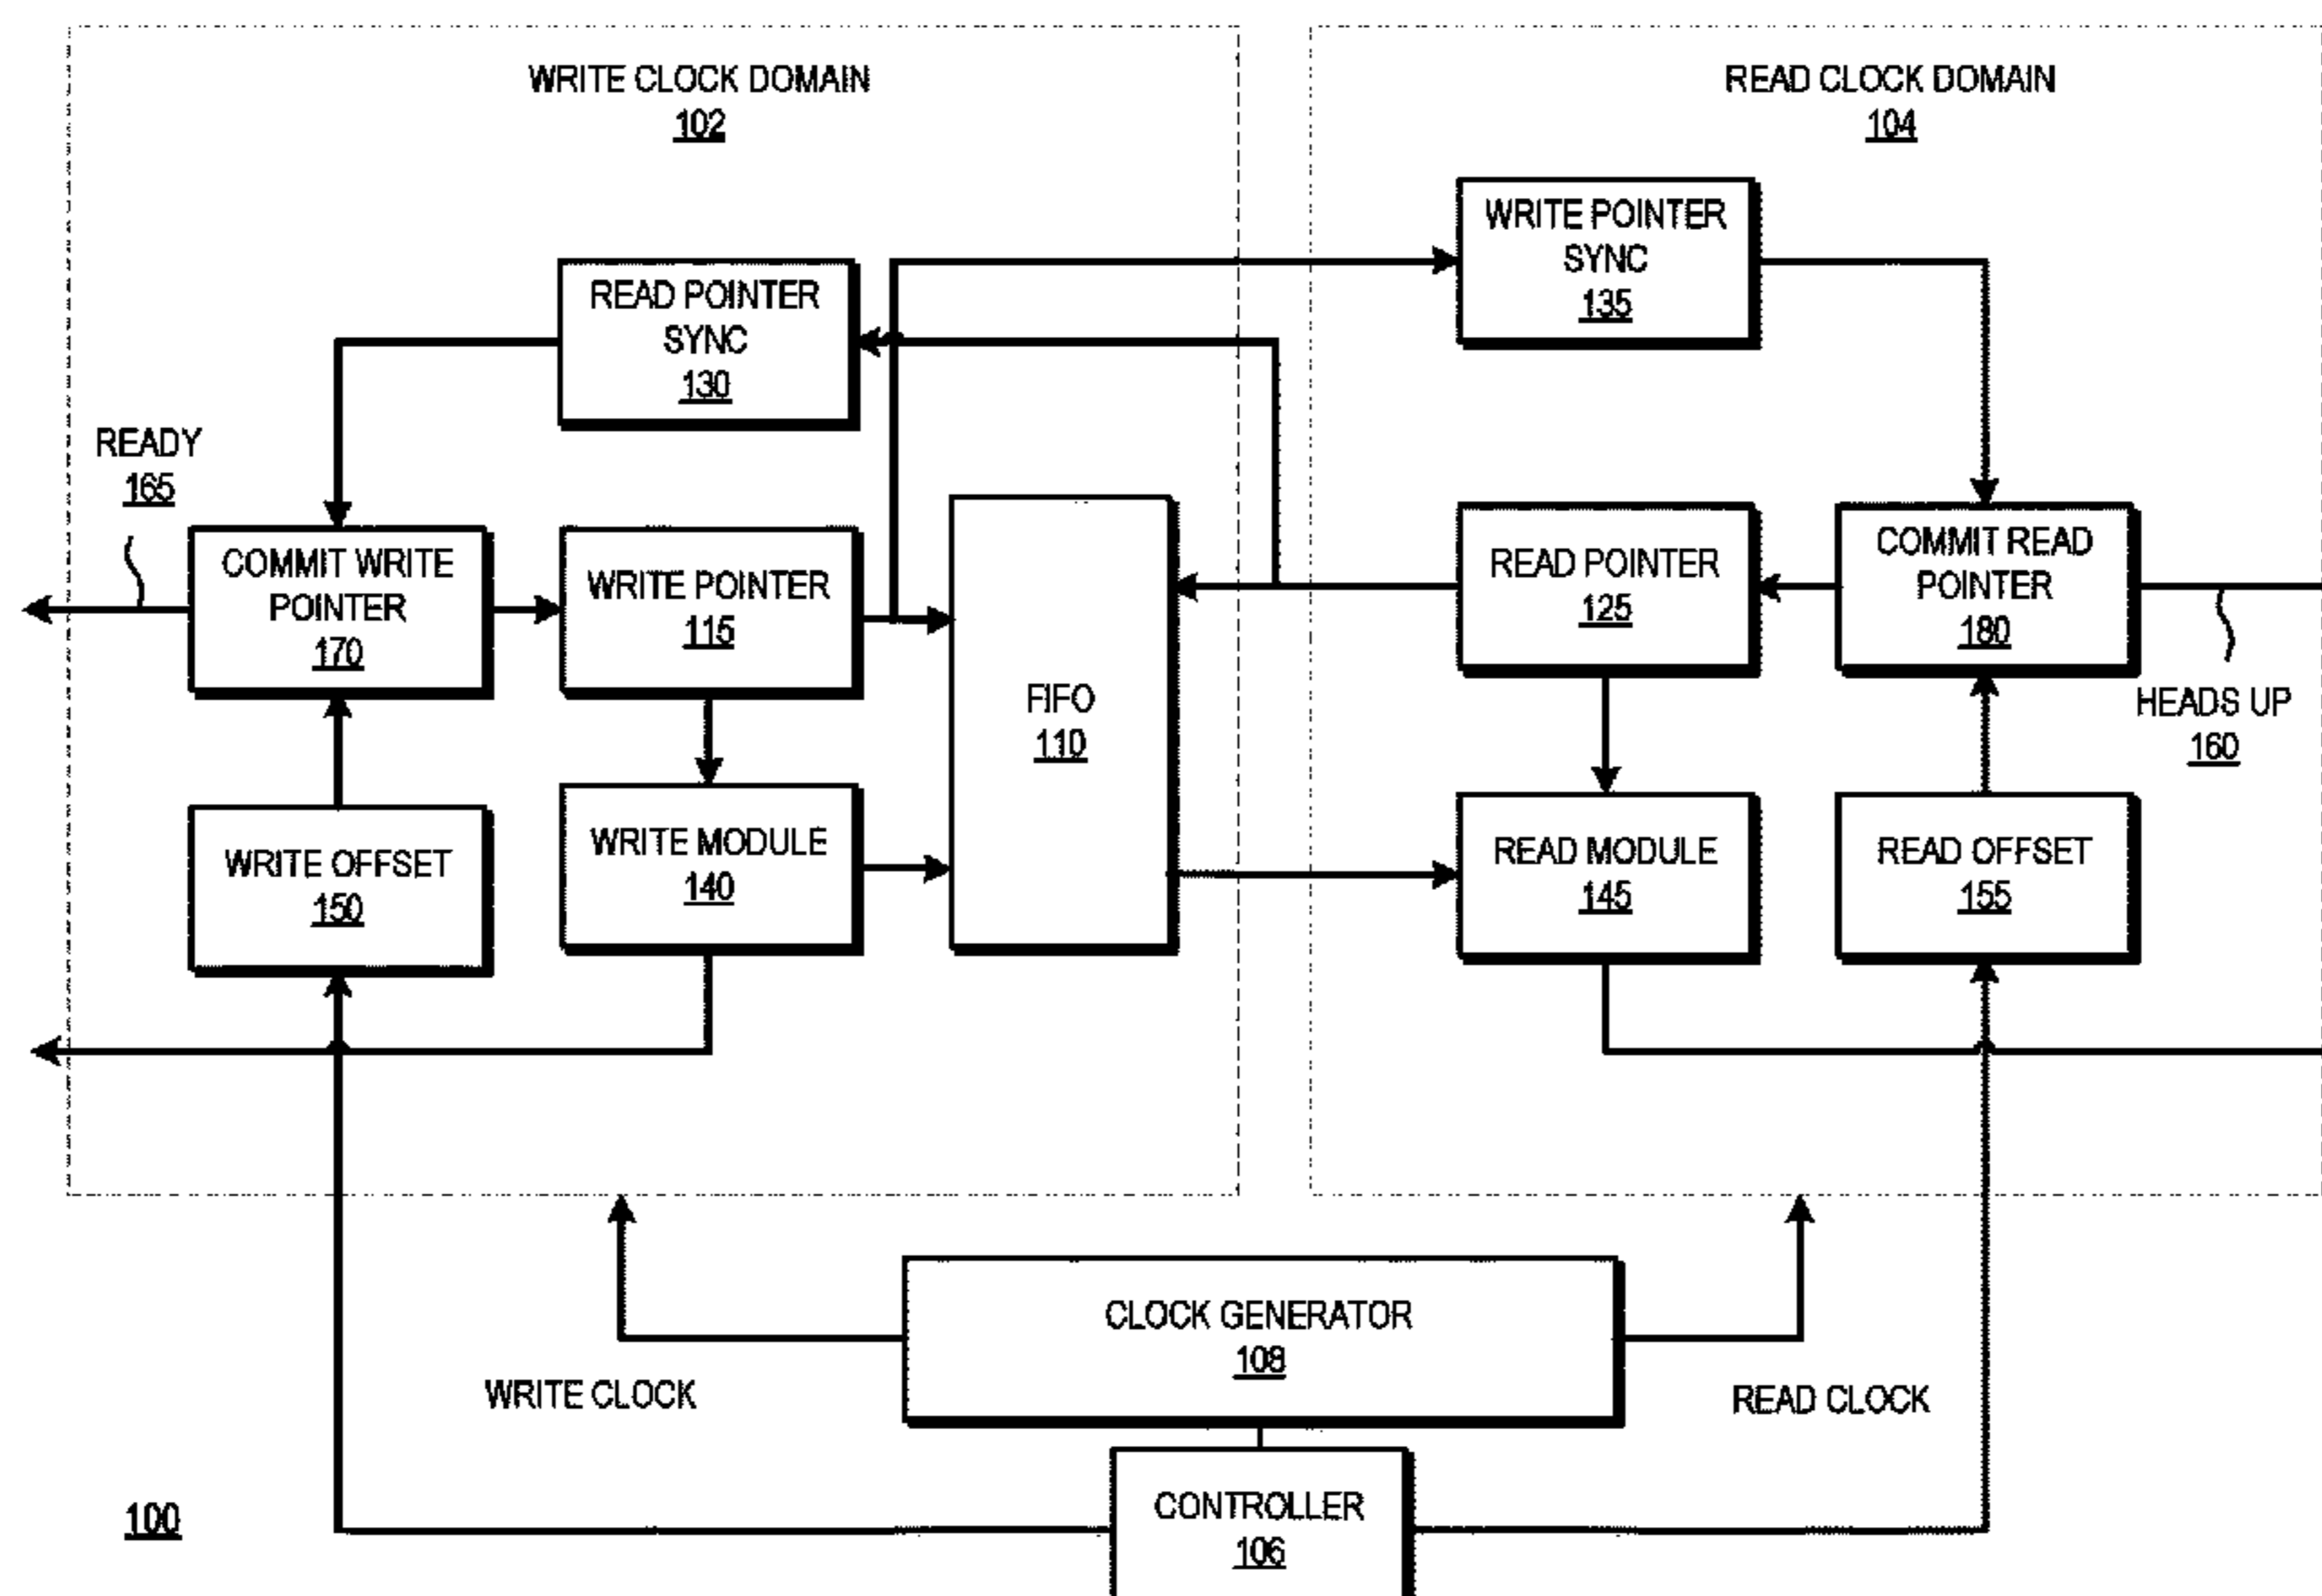 WRITE CLOCK DOMAIN
102
READ CLOCK DOMAIN
104
WRITE POINTER
SYNC
135
READ POINTER
SYNC
130
READY
165
COMMIT WRITE
POINTER
170
WRITE POINTER
115
FIFO
110
READ POINTER
125
COMMIT READ
POINTER
180
HEADS UP
160
WRITE OFFSET
150
WRITE MODULE
140
READ MODULE
145
READ OFFSET
155
CLOCK GENERATOR
108
WRITE CLOCK
READ CLOCK
CONTROLLER
106
100